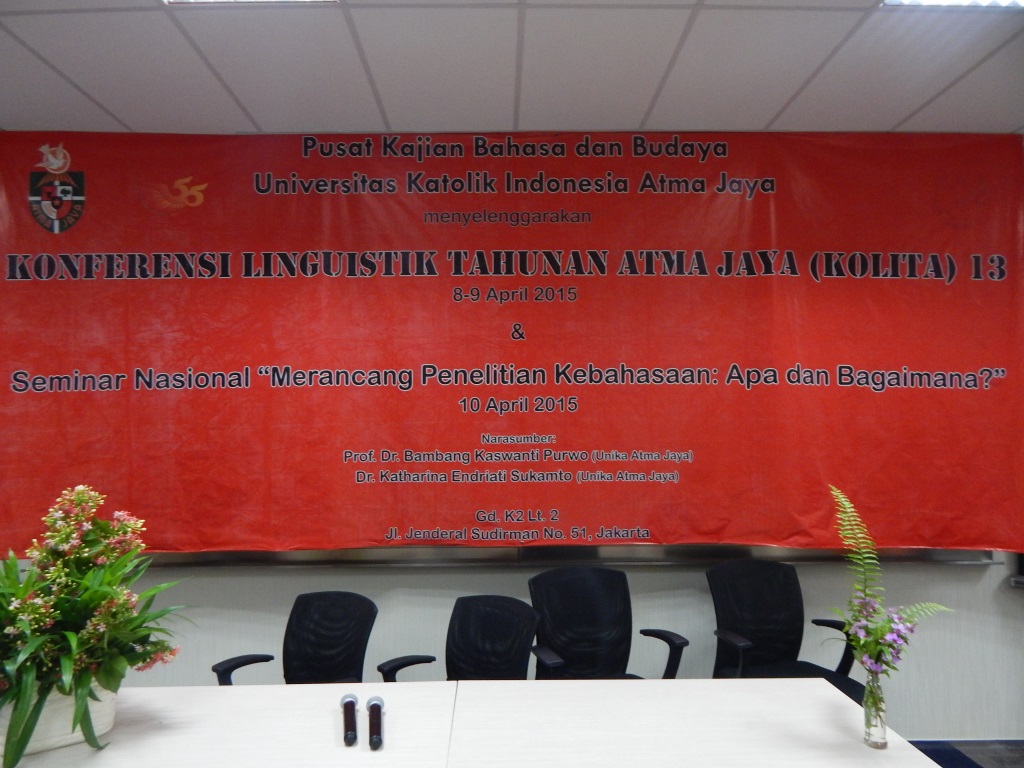 Pusat Kajian Bahasa dan Budaya
Universitas Katolik Indonesia Atma Jaya
menyelenggarakan
KONFERENSI LINGUISTIK TAHUNAN ATMA JAYA (KOLITA) 13
8-9 April 2015
&
Seminar Nasional “Merancang Penelitian Kebahasaan: Apa dan Bagaimana?”
10 April 2015
Narasumber:
Prof. Dr. Bambang Kaswanti Purwo (Unika Atma Jaya)
Dr. Katharina Endriati Sukamto (Unika Atma Jaya)
Gd. K2 Lt. 2
Jl. Jenderal Sudirman No. 51, Jakarta